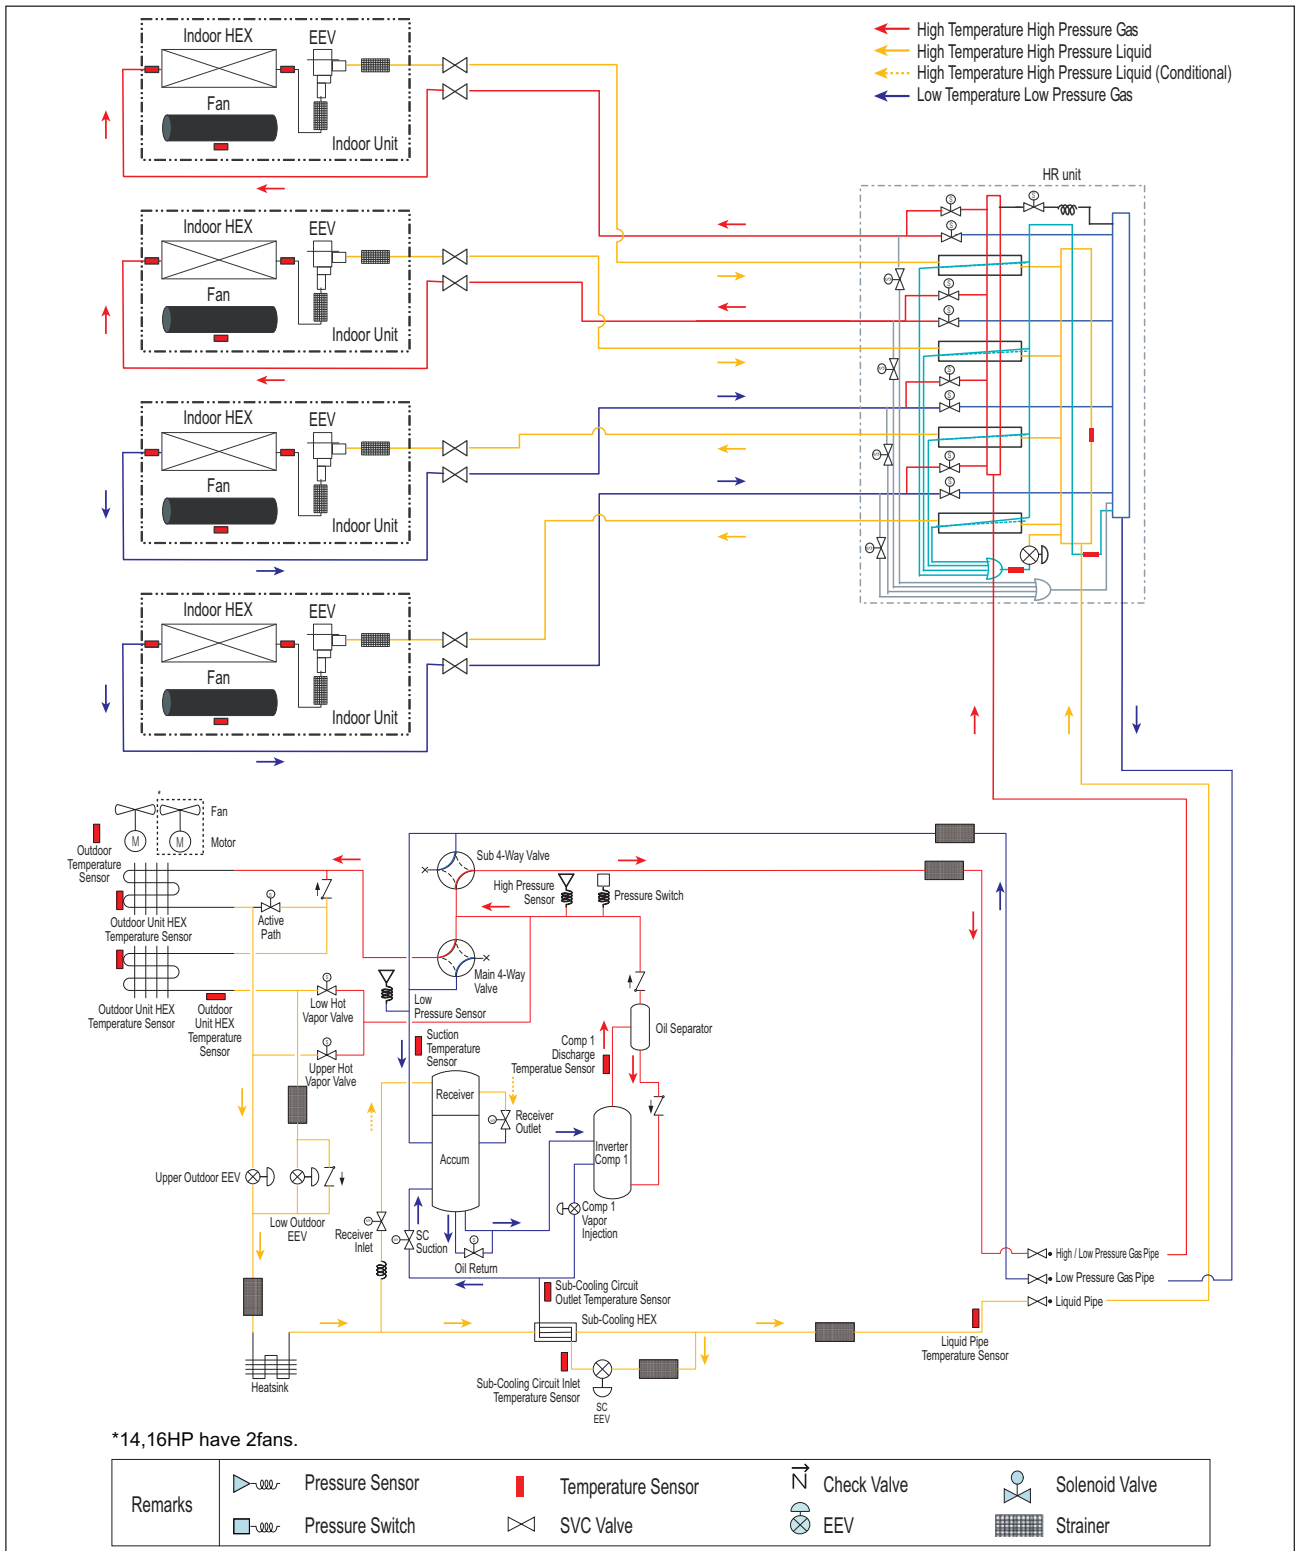 High Temperature High Pressure Gas
High Temperature High Pressure Liquid
High Temperature High Pressure Liquid (Conditional)
Low Temperature Low Pressure Gas
Indoor HEX
EEV
Fan
Indoor Unit
HR unit
Indoor HEX
EEV
Fan
Indoor Unit
Indoor HEX
EEV
Fan
Indoor Unit
Indoor HEX
EEV
Fan
Indoor Unit
*
Fan
Motor
M
M
Outdoor
Temperature
Sensor
Sub 4-Way Valve
High Pressure
Sensor
Pressure Switch
Outdoor Unit HEX
Temperature Sensor
Active
Path
Main 4-Way
Valve
Outdoor Unit HEX
Temperature Sensor
Outdoor
Unit HEX
Temperature
Sensor
Low Hot
Vapor Valve
Low
Pressure Sensor
Upper Hot
Vapor Valve
Suction
Temperature
Sensor
Comp 1
Discharge
Temperatue Sensor
Oil Separator
Receiver
Receiver
Outlet
Accum
Inverter
Comp 1
Upper Outdoor EEV
Low Outdoor
EEV
Receiver
Inlet
SC
Suction
Oil Return
Comp 1
Vapor
Injection
High / Low Pressure Gas Pipe
Low Pressure Gas Pipe
Liquid Pipe
Sub-Cooling Circuit
Outlet Temperature Sensor
Sub-Cooling HEX
Liquid Pipe
Temperature Sensor
Heatsink
Sub-Cooling Circuit Inlet
Temperature Sensor
SC
EEV
*14,16HP have 2fans.
Remarks
Pressure Sensor
Temperature Sensor
Check Valve
Solenoid Valve
Pressure Switch
SVC Valve
EEV
Strainer